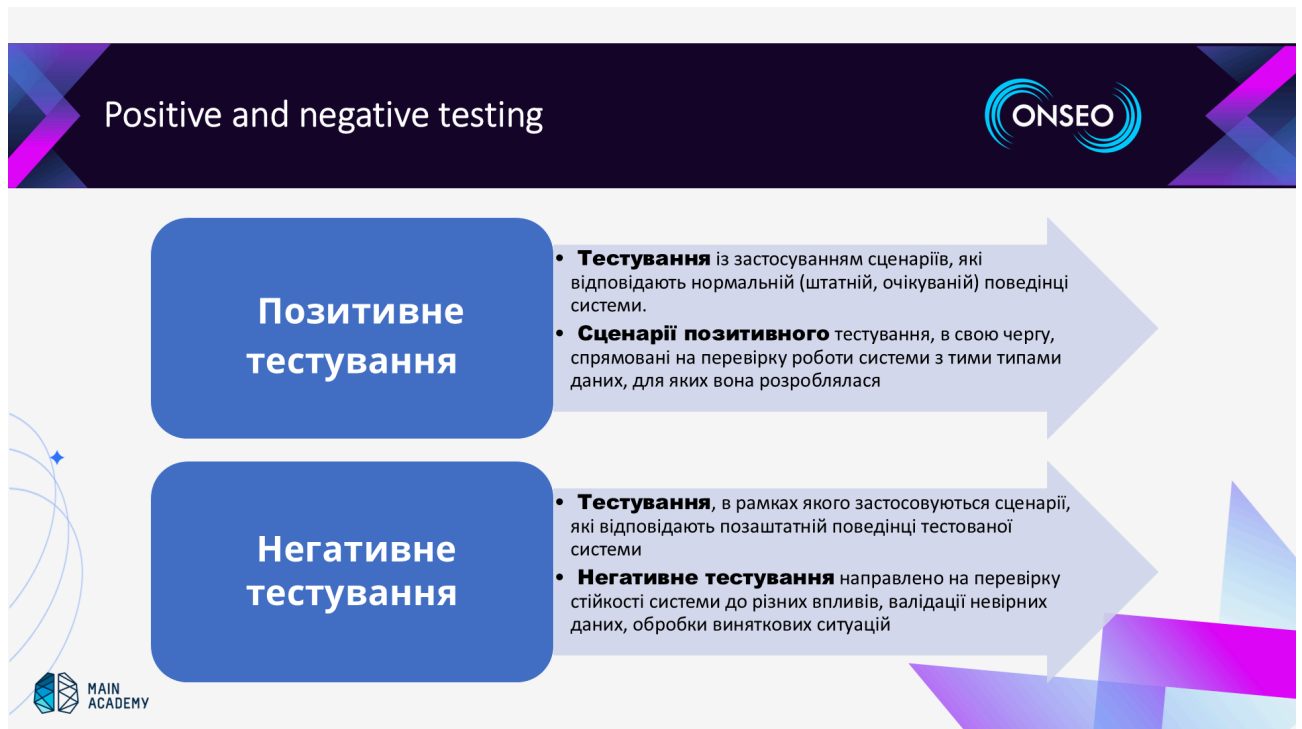 Positive and negative testing
ONSEO
Позитивне
тестування
• Тестування із застосуванням сценаріїв, які
відповідають нормальній (штатній, очікуваній) поведінці
системи.
• Сценарії позитивного тестування, в свою чергу,
спрямовані на перевірку роботи системи з тими типами
даних, для яких вона розроблялася
Негативне
тестування
• Тестування, в рамках якого застосовуються сценарії,
які відповідають позаштатній поведінці тестованої
системи
• Негативне тестування направлено на перевірку
стійкості системи до різних впливів, валідації невірних
даних, обробки виняткових ситуацій
MAIN
ACADEMY